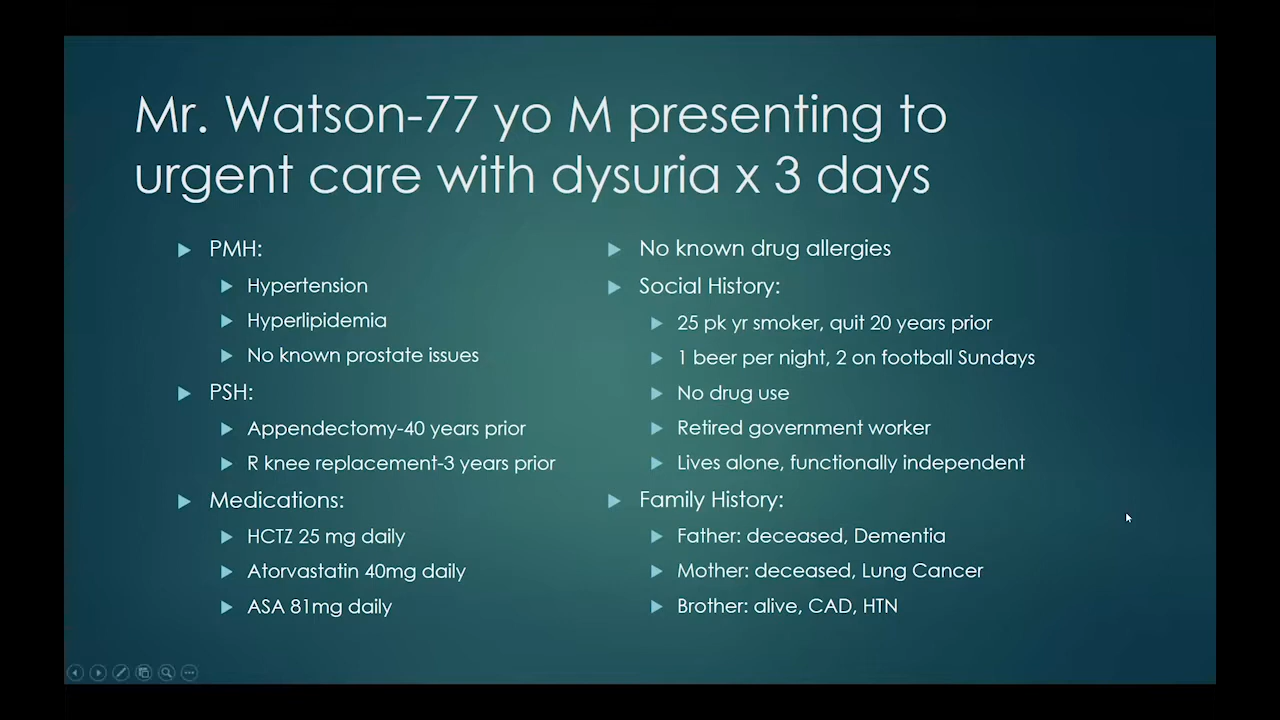 Mr. Watson-77 yo M presenting to
urgent care with dysuria x 3 days
PMH:
Hypertension
Hyperlipidemia
No known prostate issues
PSH:
Appendectomy-40 years prior
R knee replacement-3 years prior
Medications:
HCTZ 25 mg daily
Atorvastatin 40mg daily
ASA 81mg daily
No known drug allergies
Social History:
25 pk yr smoker, quit 20 years prior
1 beer per night, 2 on football Sundays
No drug use
Retired government worker
Lives alone, functionally independent
Family History:
Father: deceased, Dementia
Mother: deceased, Lung Cancer
Brother: alive, CAD, HTN